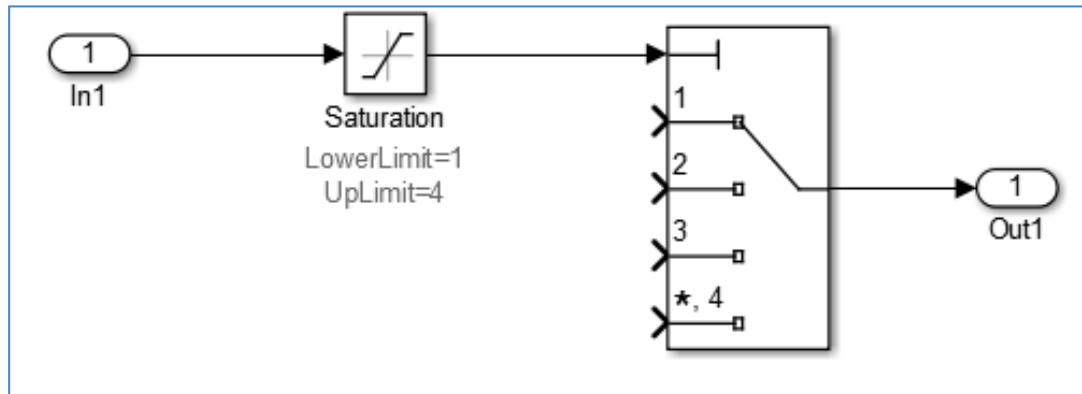 1
In1
Saturation
LowerLimit=1
UpLimit=4
1
2
3
*, 4
1
Out1